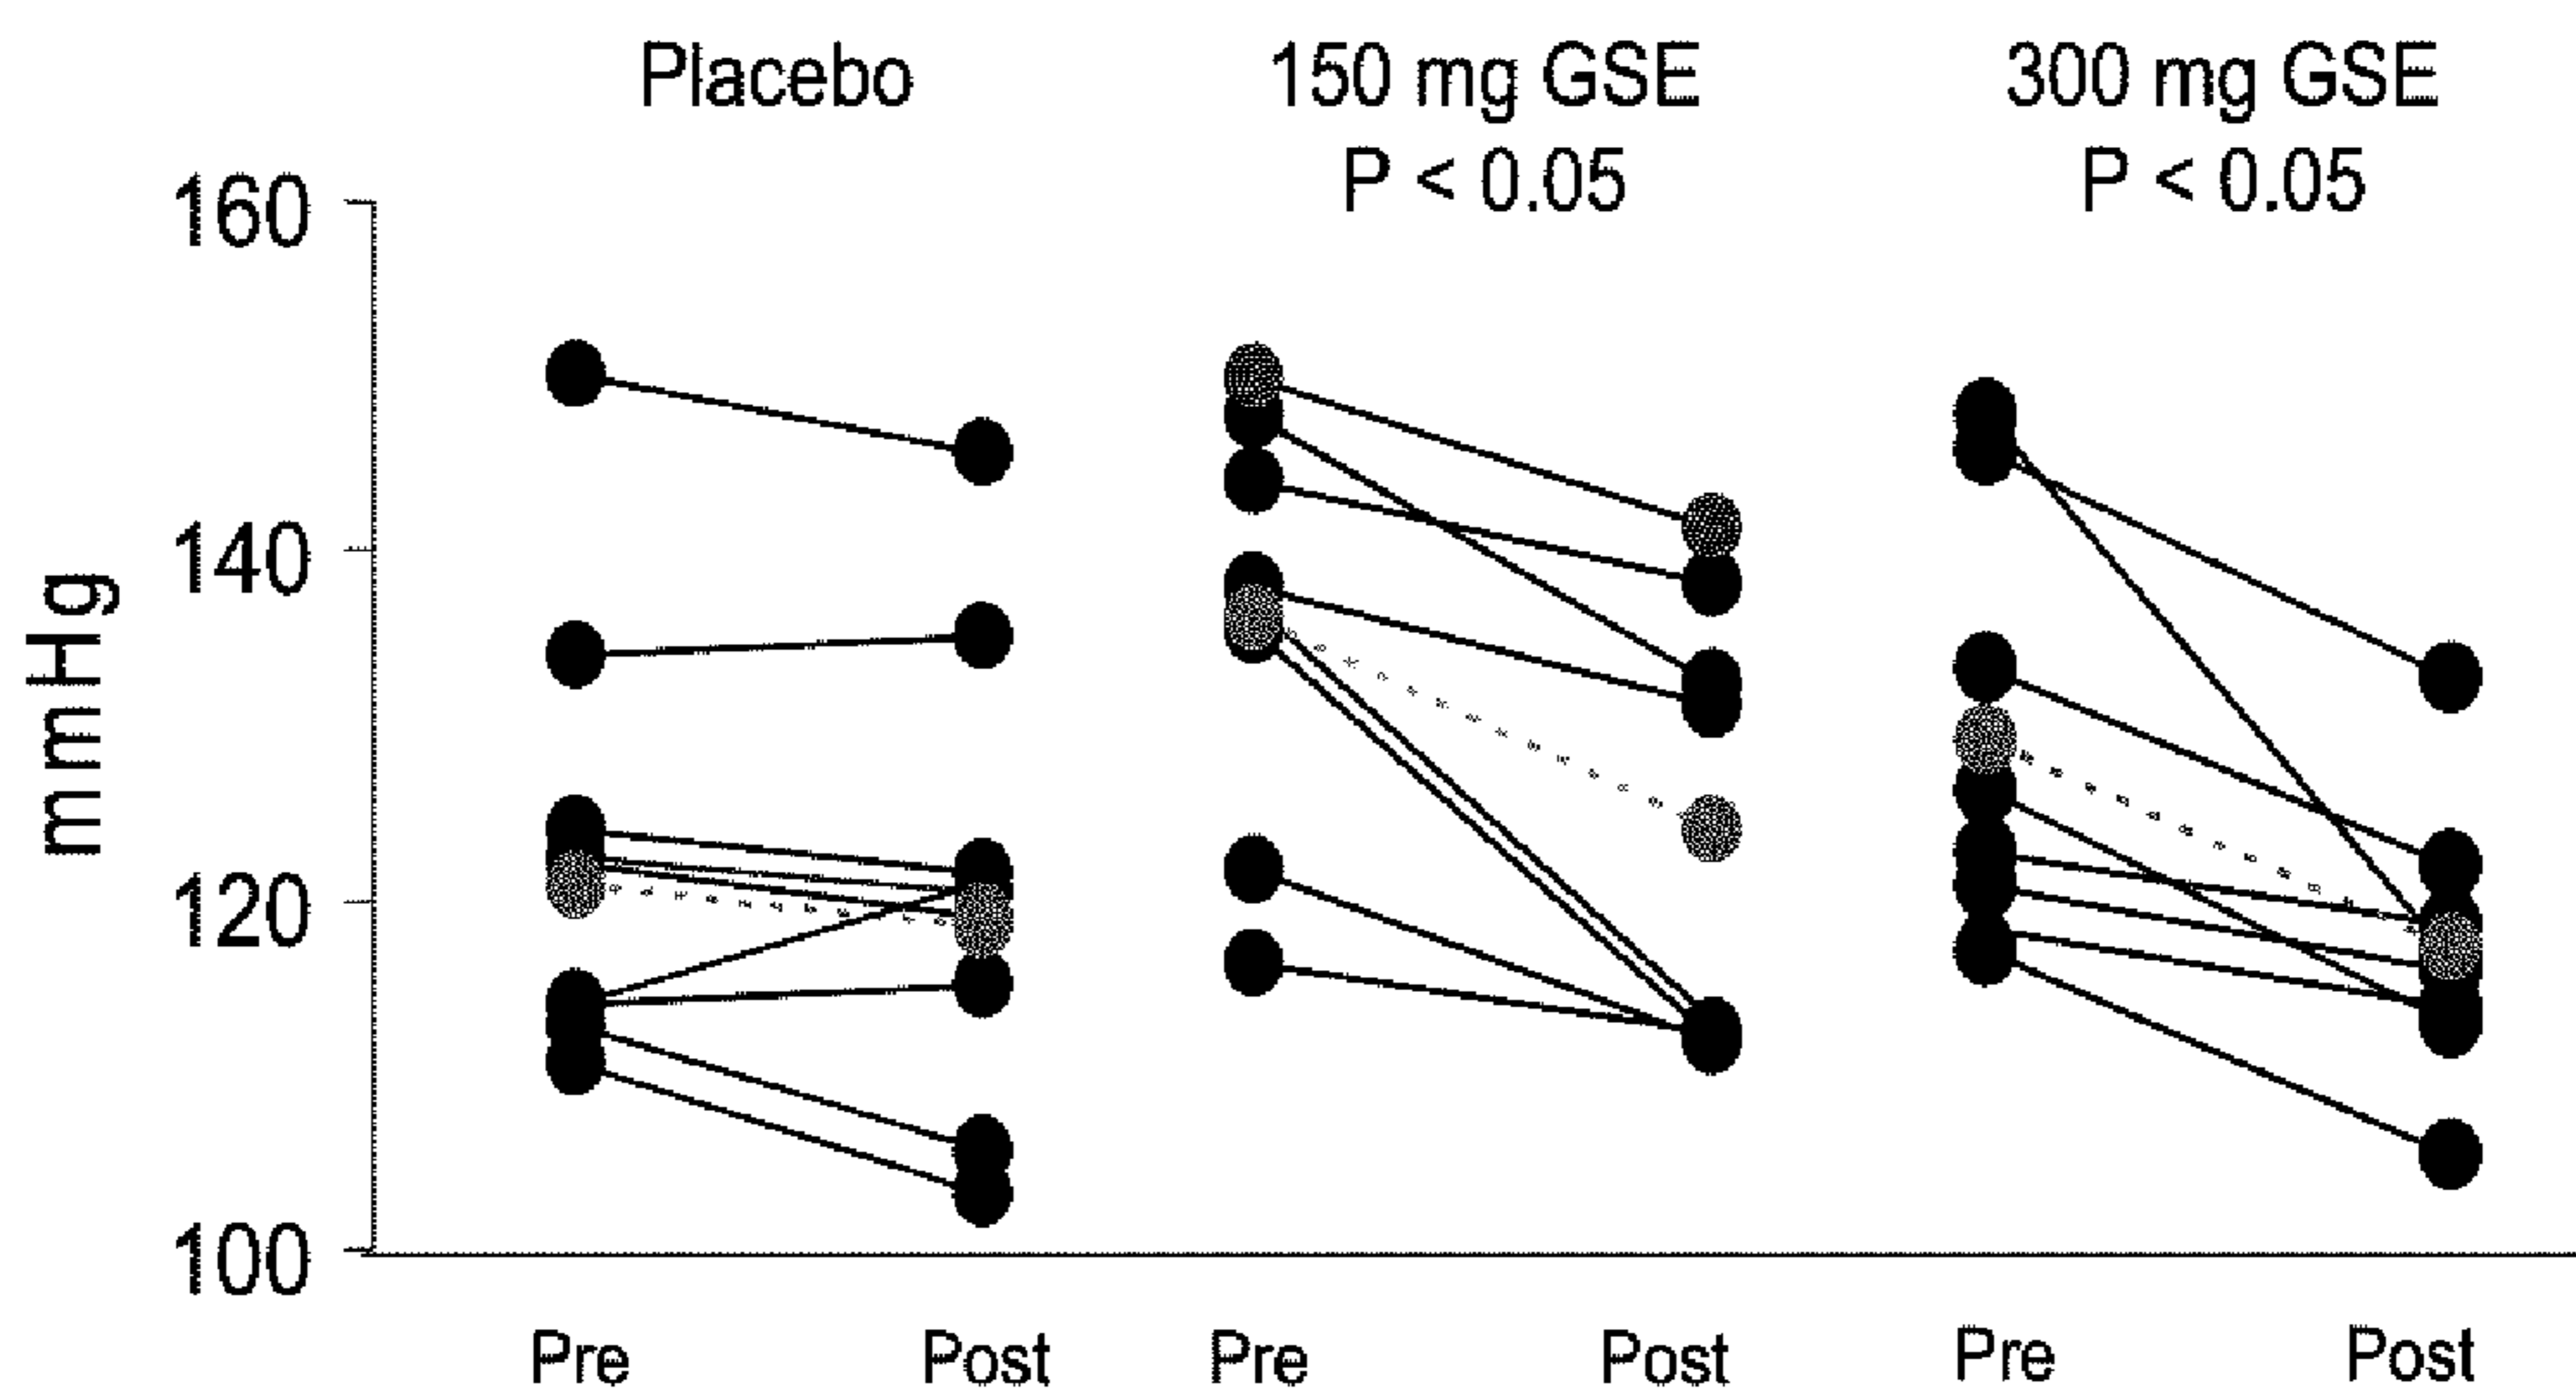 Placebo
150 mg GSE
P < 0.05
300 mg GSE
P < 0.05
mmHg
160
140
120
100
Pre
Post
Pre
Post
Pre
Post